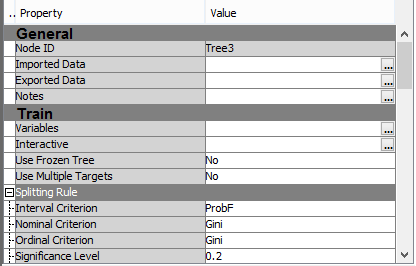 .. Property Value
General
Node ID Tree3
Imported Data ...
Exported Data ...
Notes ...
Train
Variables ...
Interactive ...
Use Frozen Tree No
Use Multiple Targets No
Splitting Rule
Interval Criterion ProbF
Nominal Criterion Gini
Ordinal Criterion Gini
Significance Level 0.2